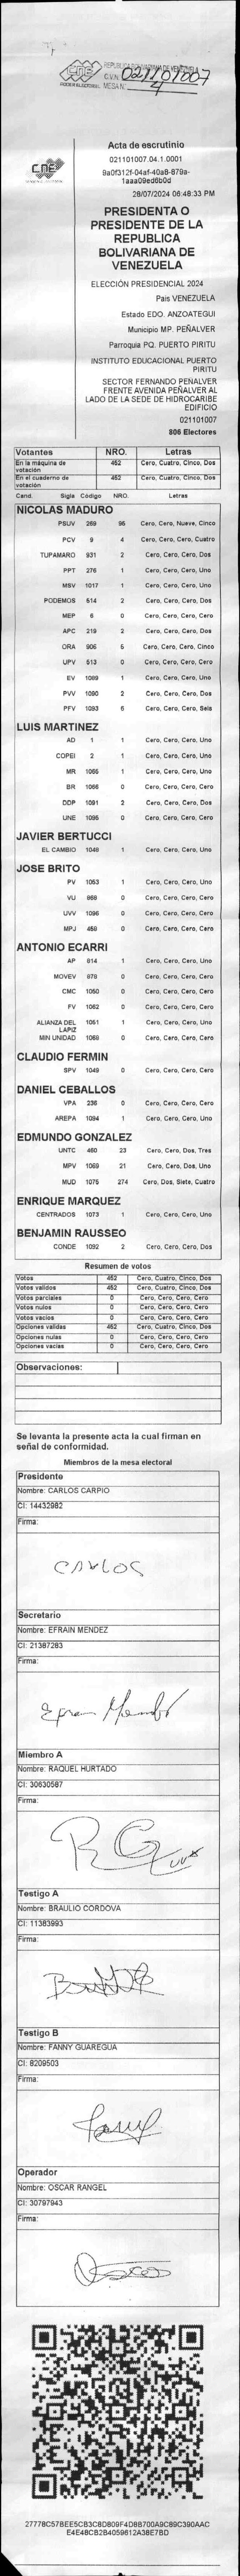 CNE
PODER ELECTORAL
REPUBLICA BOLIVARIANA DE VENEZUELA
C.V.N: 021101007
MESA N: 4
CNE
Acta de escrutinio
021101007.04.1.0001
9a0f312f-04af-40a8-879a-
1aaa09ed6b0d
28/07/2024 06:48:33 PM
PRESIDENTA O
PRESIDENTE DE LA
REPUBLICA
BOLIVARIANA DE
VENEZUELA
ELECCIÓN PRESIDENCIAL 2024
Pais VENEZUELA
Estado EDO. ANZOATEGUI
Municipio MP. PEÑALVER
Parroquia PQ. PUERTO PIRITU
INSTITUTO EDUCACIONAL PUERTO
PIRITU
SECTOR FERNANDO PEÑALVER
FRENTE AVENIDA PEÑALVER AL
LADO DE LA SEDE DE HIDROCARIBE
EDIFICIO
021101007
806 Electores
Votantes NRO. Letras
En la máquina de votación 452 Cero, Cuatro, Cinco, Dos
En el cuaderno de votación 452 Cero, Cuatro, Cinco, Dos
Cand. Sigla Código NRO. Letras
NICOLAS MADURO
PSUV 269 95 Cero, Cero, Nueve, Cinco
PCV 9 4 Cero, Cero, Cero, Cuatro
TUPAMARO 931 2 Cero, Cero, Cero, Dos
PPT 276 1 Cero, Cero, Cero, Uno
MSV 1017 1 Cero, Cero, Cero, Uno
PODEMOS 514 2 Cero, Cero, Cero, Dos
MEP 6 0 Cero, Cero, Cero, Cero
APC 219 2 Cero, Cero, Cero, Dos
ORA 906 5 Cero, Cero, Cero, Cinco
UPV 513 0 Cero, Cero, Cero, Cero
EV 1089 1 Cero, Cero, Cero, Uno
PVV 1090 2 Cero, Cero, Cero, Dos
PFV 1093 6 Cero, Cero, Cero, Seis
LUIS MARTINEZ
AD 1 1 Cero, Cero, Cero, Uno
COPEI 2 1 Cero, Cero, Cero, Uno
MR 1065 1 Cero, Cero, Cero, Uno
BR 1066 0 Cero, Cero, Cero, Cero
DDP 1091 2 Cero, Cero, Cero, Dos
UNE 1095 0 Cero, Cero, Cero, Cero
JAVIER BERTUCCI
EL CAMBIO 1048 1 Cero, Cero, Cero, Uno
JOSE BRITO
PV 1053 1 Cero, Cero, Cero, Uno
VU 868 0 Cero, Cero, Cero, Cero
UVV 1096 0 Cero, Cero, Cero, Cero
MPJ 458 0 Cero, Cero, Cero, Cero
ANTONIO ECARRI
AP 814 1 Cero, Cero, Cero, Uno
MOVEV 878 0 Cero, Cero, Cero, Cero
CMC 1050 0 Cero, Cero, Cero, Cero
FV 1062 0 Cero, Cero, Cero, Cero
ALIANZA DEL LAPIZ 1051 1 Cero, Cero, Cero, Uno
MIN UNIDAD 1068 0 Cero, Cero, Cero, Cero
CLAUDIO FERMIN
SPV 1049 0 Cero, Cero, Cero, Cero
DANIEL CEBALLOS
VPA 236 0 Cero, Cero, Cero, Cero
AREPA 1094 1 Cero, Cero, Cero, Uno
EDMUNDO GONZALEZ
UNTC 460 23 Cero, Cero, Dos, Tres
MPV 1069 21 Cero, Cero, Dos, Uno
MUD 1075 274 Cero, Dos, Siete, Cuatro
ENRIQUE MARQUEZ
CENTRADOS 1073 1 Cero, Cero, Cero, Uno
BENJAMIN RAUSSEO
CONDE 1092 2 Cero, Cero, Cero, Dos
Resumen de votos
Votos 452 Cero, Cuatro, Cinco, Dos
Votos validos 452 Cero, Cuatro, Cinco, Dos
Votos parciales 0 Cero, Cero, Cero, Cero
Votos nulos 0 Cero, Cero, Cero, Cero
Votos vacios 0 Cero, Cero, Cero, Cero
Opciones validas 452 Cero, Cuatro, Cinco, Dos
Opciones nulas 0 Cero, Cero, Cero, Cero
Opciones vacias 0 Cero, Cero, Cero, Cero
Observaciones:
Se levanta la presente acta la cual firman en
señal de conformidad.
Miembros de la mesa electoral
Presidente
Nombre: CARLOS CARPIO
CI: 14432982
Firma:
CARLOS
Secretario
Nombre: EFRAIN MENDEZ
CI: 21387283
Firma:
Miembro A
Nombre: RAQUEL HURTADO
CI: 30630587
Firma:
Testigo A
Nombre: BRAULIO CORDOVA
CI: 11383993
Firma:
Testigo B
Nombre: FANNY GUAREGUA
CI: 8209503
Firma:
Operador
Nombre: OSCAR RANGEL
CI: 30797943
Firma:
27778C57BEE5CB3C8D809F4D8B700A9C89C390AAC
E4E48CB2B4059612A38E7BD